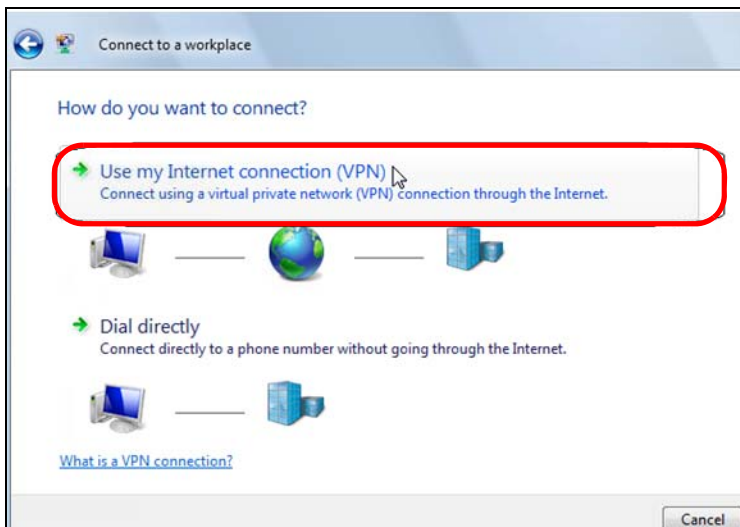 Connect to a workplace
How do you want to connect?
Use my Internet connection (VPN)
Connect using a virtual private network (VPN) connection through the Internet.
Dial directly
Connect directly to a phone number without going through the Internet.
What is a VPN connection?
Cancel